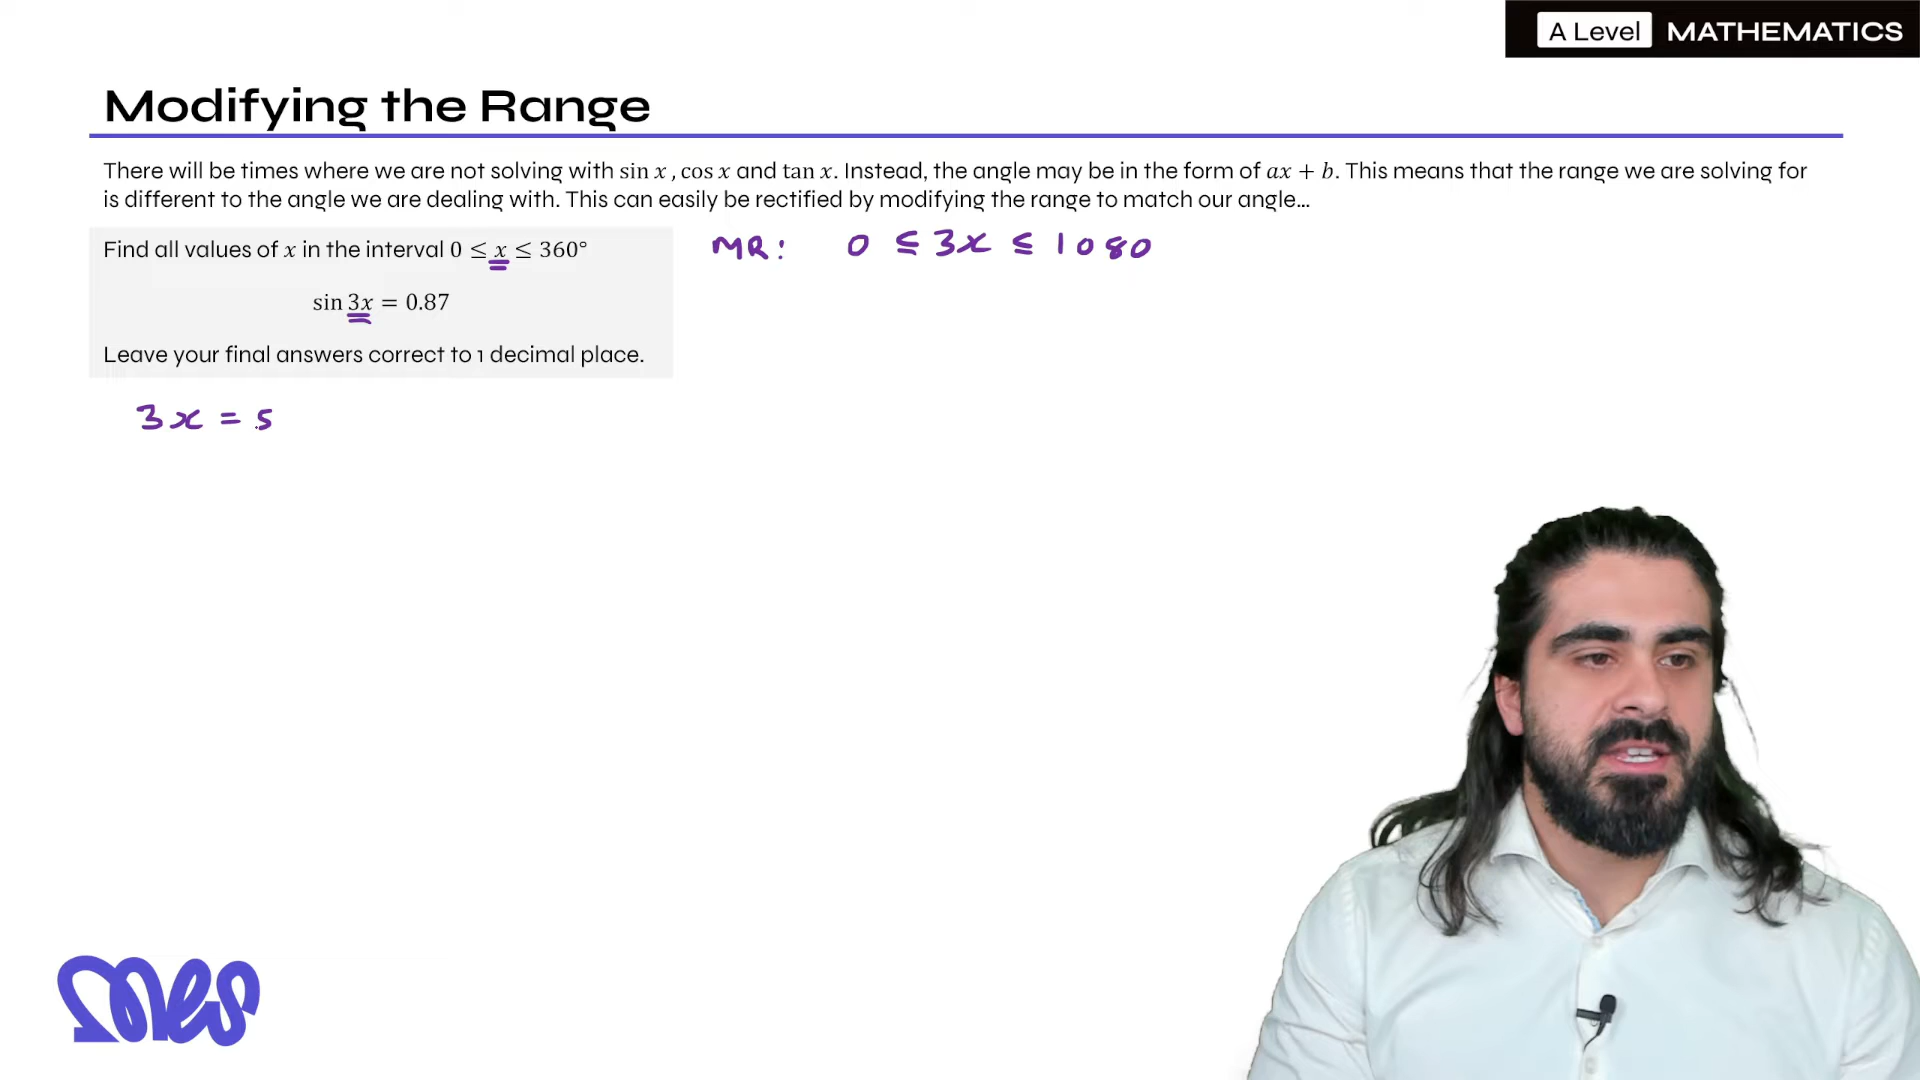 A Level MATHEMATICS
Modifying the Range
There will be times where we are not solving with sin x , cos x and tan x. Instead, the angle may be in the form of ax + b. This means that the range we are solving for
is different to the angle we are dealing with. This can easily be rectified by modifying the range to match our angle...
Find all values of x in the interval 0 ≤ x ≤ 360°
MR: 0 ≤ 3x ≤ 1080
sin 3x = 0.87
Leave your final answers correct to 1 decimal place.
3x = s
mes